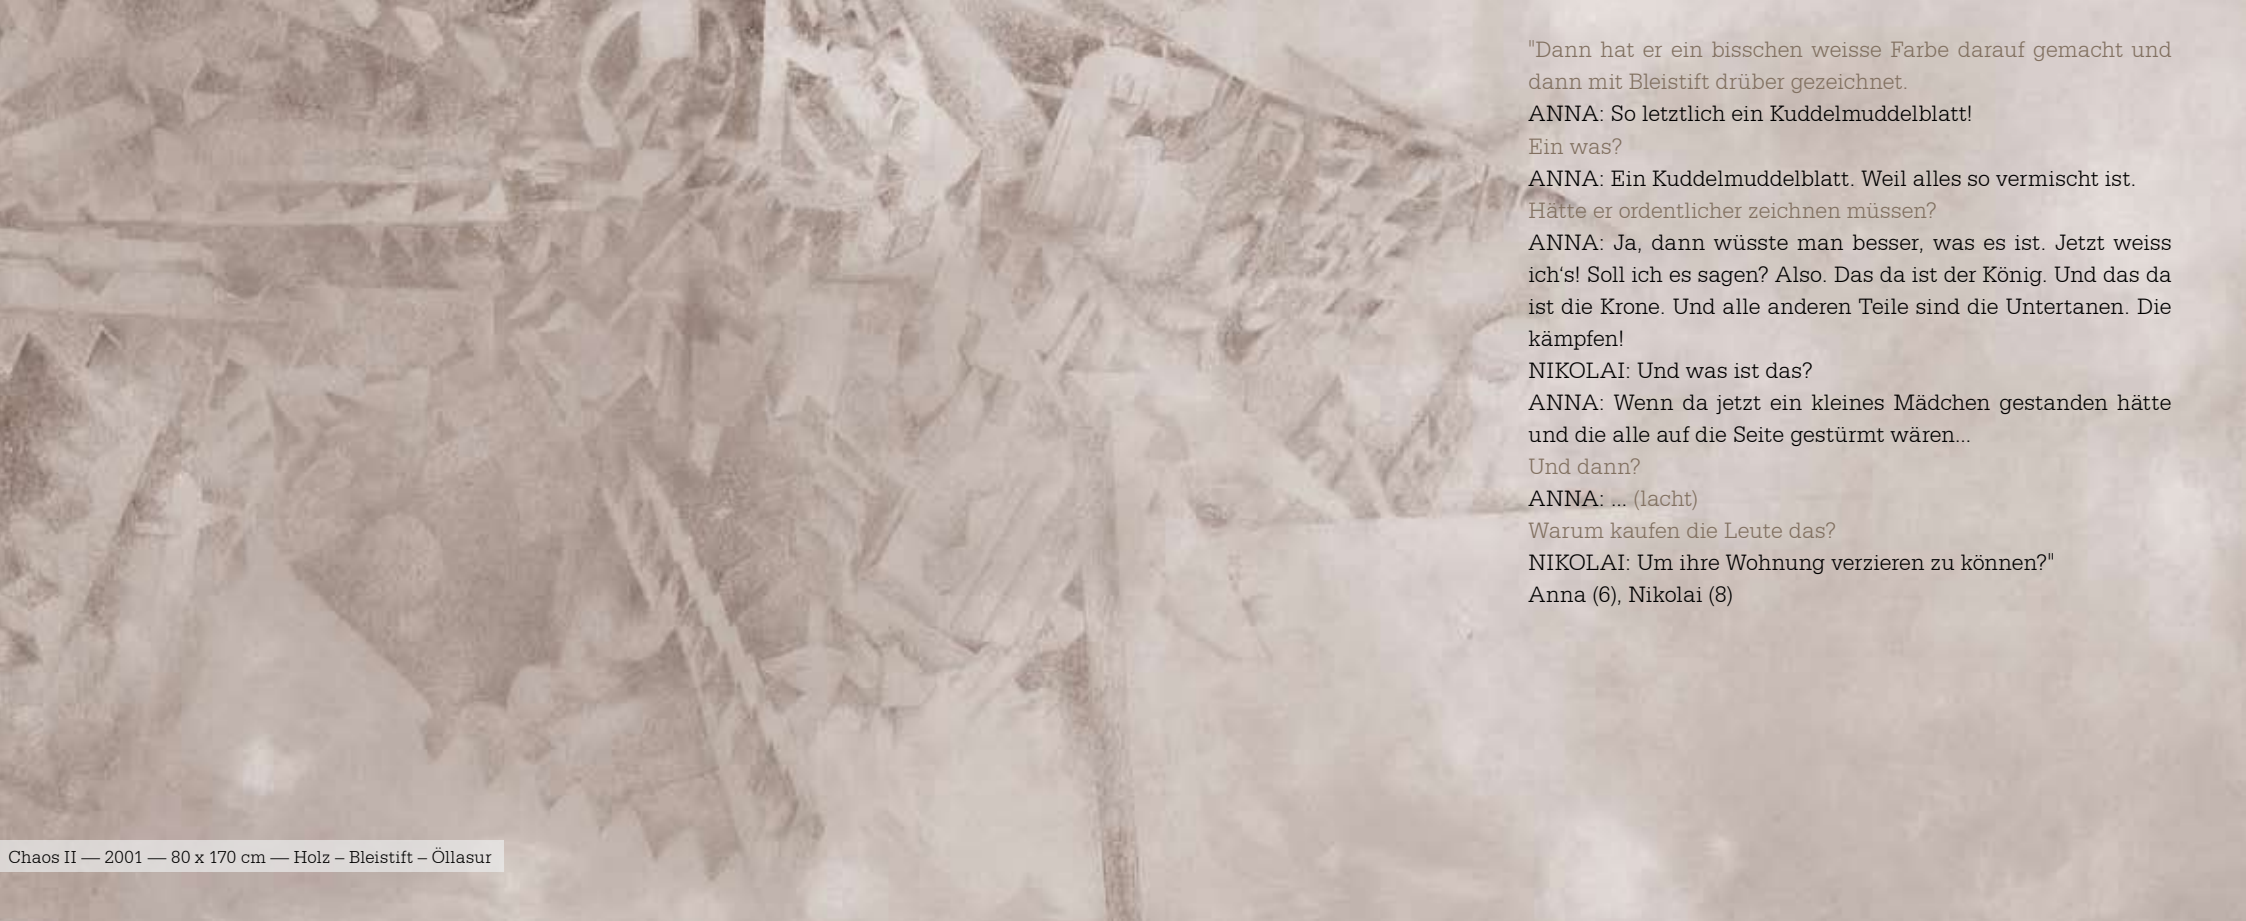 "Dann hat er ein bisschen weisse Farbe darauf gemacht und
dann mit Bleistift drüber gezeichnet.
ANNA: So letztlich ein Kuddelmuddelblatt!
Ein was?
ANNA: Ein Kuddelmuddelblatt. Weil alles so vermischt ist.
Hätte er ordentlicher zeichnen müssen?
ANNA: Ja, dann wüsste man besser, was es ist. Jetzt weiss
ich‘s! Soll ich es sagen? Also. Das da ist der König. Und das da
ist die Krone. Und alle anderen Teile sind die Untertanen. Die
kämpfen!
NIKOLAI: Und was ist das?
ANNA: Wenn da jetzt ein kleines Mädchen gestanden hätte
und die alle auf die Seite gestürmt wären...
Und dann?
ANNA: ... (lacht)
Warum kaufen die Leute das?
NIKOLAI: Um ihre Wohnung verzieren zu können?"
Anna (6), Nikolai (8)
Chaos II — 2001 — 80 x 170 cm — Holz – Bleistift – Öllasur